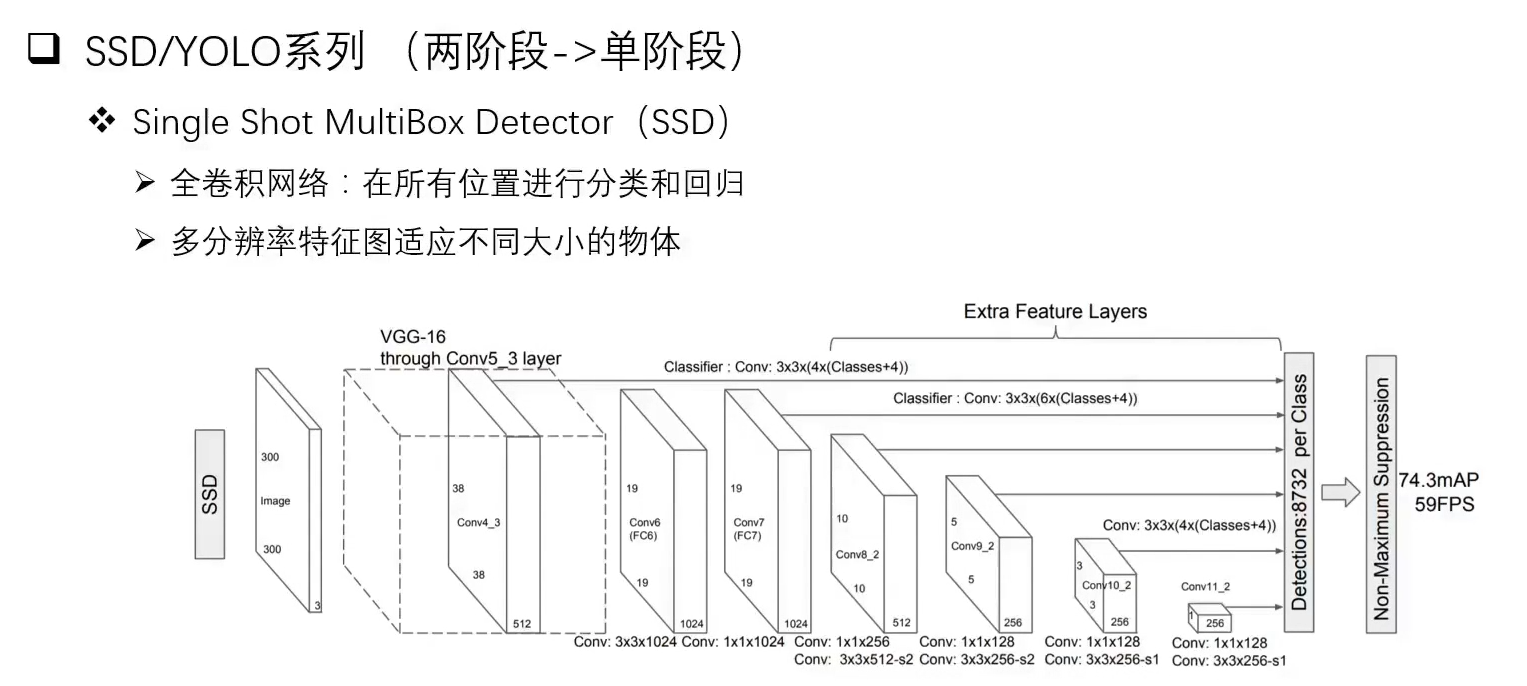 SSD/YOLO系列 （两阶段->单阶段）
Single Shot MultiBox Detector（SSD）
全卷积网络：在所有位置进行分类和回归
多分辨率特征图适应不同大小的物体
Extra Feature Layers
VGG-16
through Conv5_3 layer
Classifier : Conv: 3x3x(4x(Classes+4))
Classifier : Conv: 3x3x(6x(Classes+4))
Conv: 3x3x(4x(Classes+4))
SSD
300
Image
300
3
38
Conv4_3
38
512
19
Conv6
(FC6)
19
1024
19
Conv7
(FC7)
19
1024
10
Conv8_2
10
512
5
Conv9_2
5
256
3
Conv10_2
3
256
Conv11_2
1
256
Detections:8732 per Class
Non-Maximum Suppression
74.3mAP
59FPS
Conv: 3x3x1024
Conv: 1x1x1024
Conv: 1x1x256
Conv: 3x3x512-s2
Conv: 1x1x128
Conv: 3x3x256-s2
Conv: 1x1x128
Conv: 3x3x256-s1
Conv: 1x1x128
Conv: 3x3x256-s1